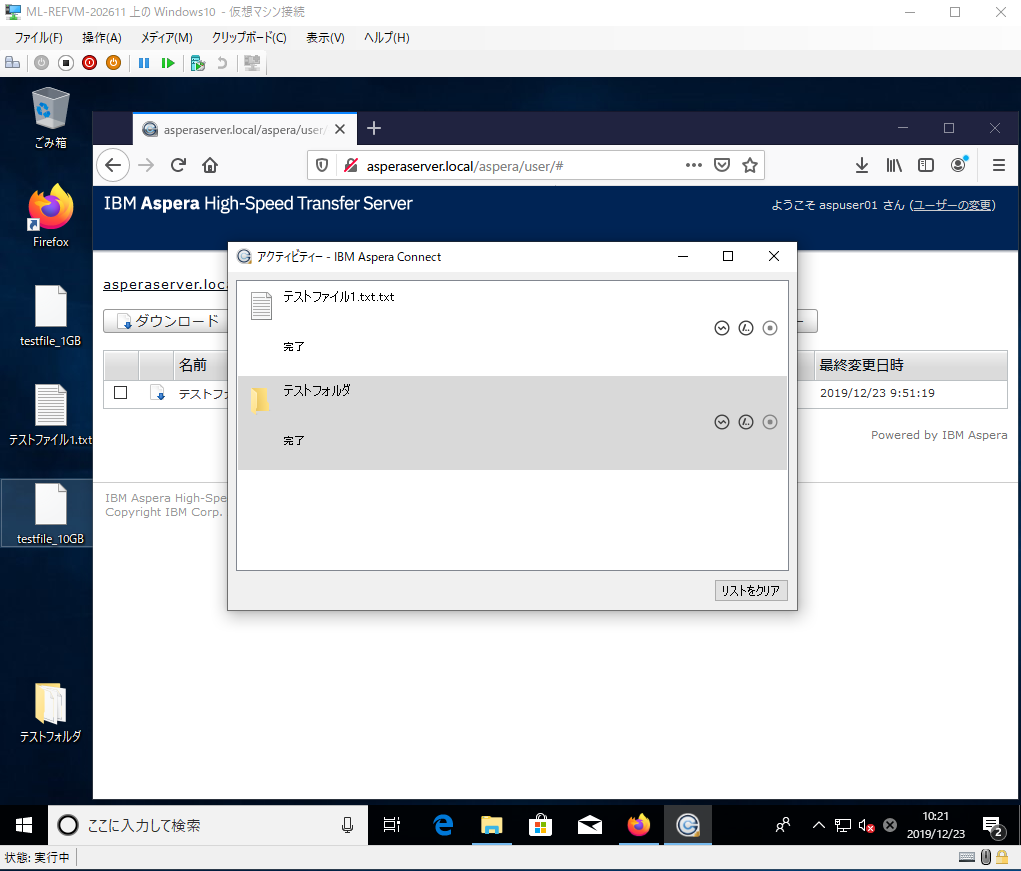 ML-REFVM-202611 上の Windows10 - 仮想マシン接続
ファイル(F) 操作(A) メディア(M) クリップボード(C) 表示(V) ヘルプ(H)
ごみ箱
asperaserver.local/aspera/user/
asperaserver.local/aspera/user/#
IBM Aspera High-Speed Transfer Server
ようこそ aspuser01 さん (ユーザーの変更)
Firefox
アクティビティー - IBM Aspera Connect
asperaserver.loc
テストファイル1.txt.txt
ダウンロード
testfile_1GB
完了
名前
最終変更日時
テストフォルダ
テストフ
2019/12/23 9:51:19
テストファイル1.txt
完了
Powered by IBM Aspera
IBM Aspera High-Spe
Copyright IBM Corp.
testfile_10GB
リストをクリア
テストフォルダ
ここに入力して検索
10:21
2019/12/23
2
状態: 実行中